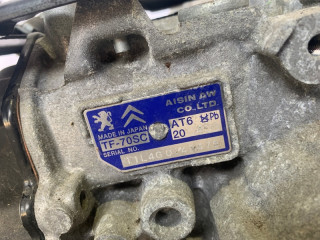 AISIN AW
CO.,LTD.
MADE IN JAPAN
TF-70SC
AT6 Pb
20
SERIAL NO.